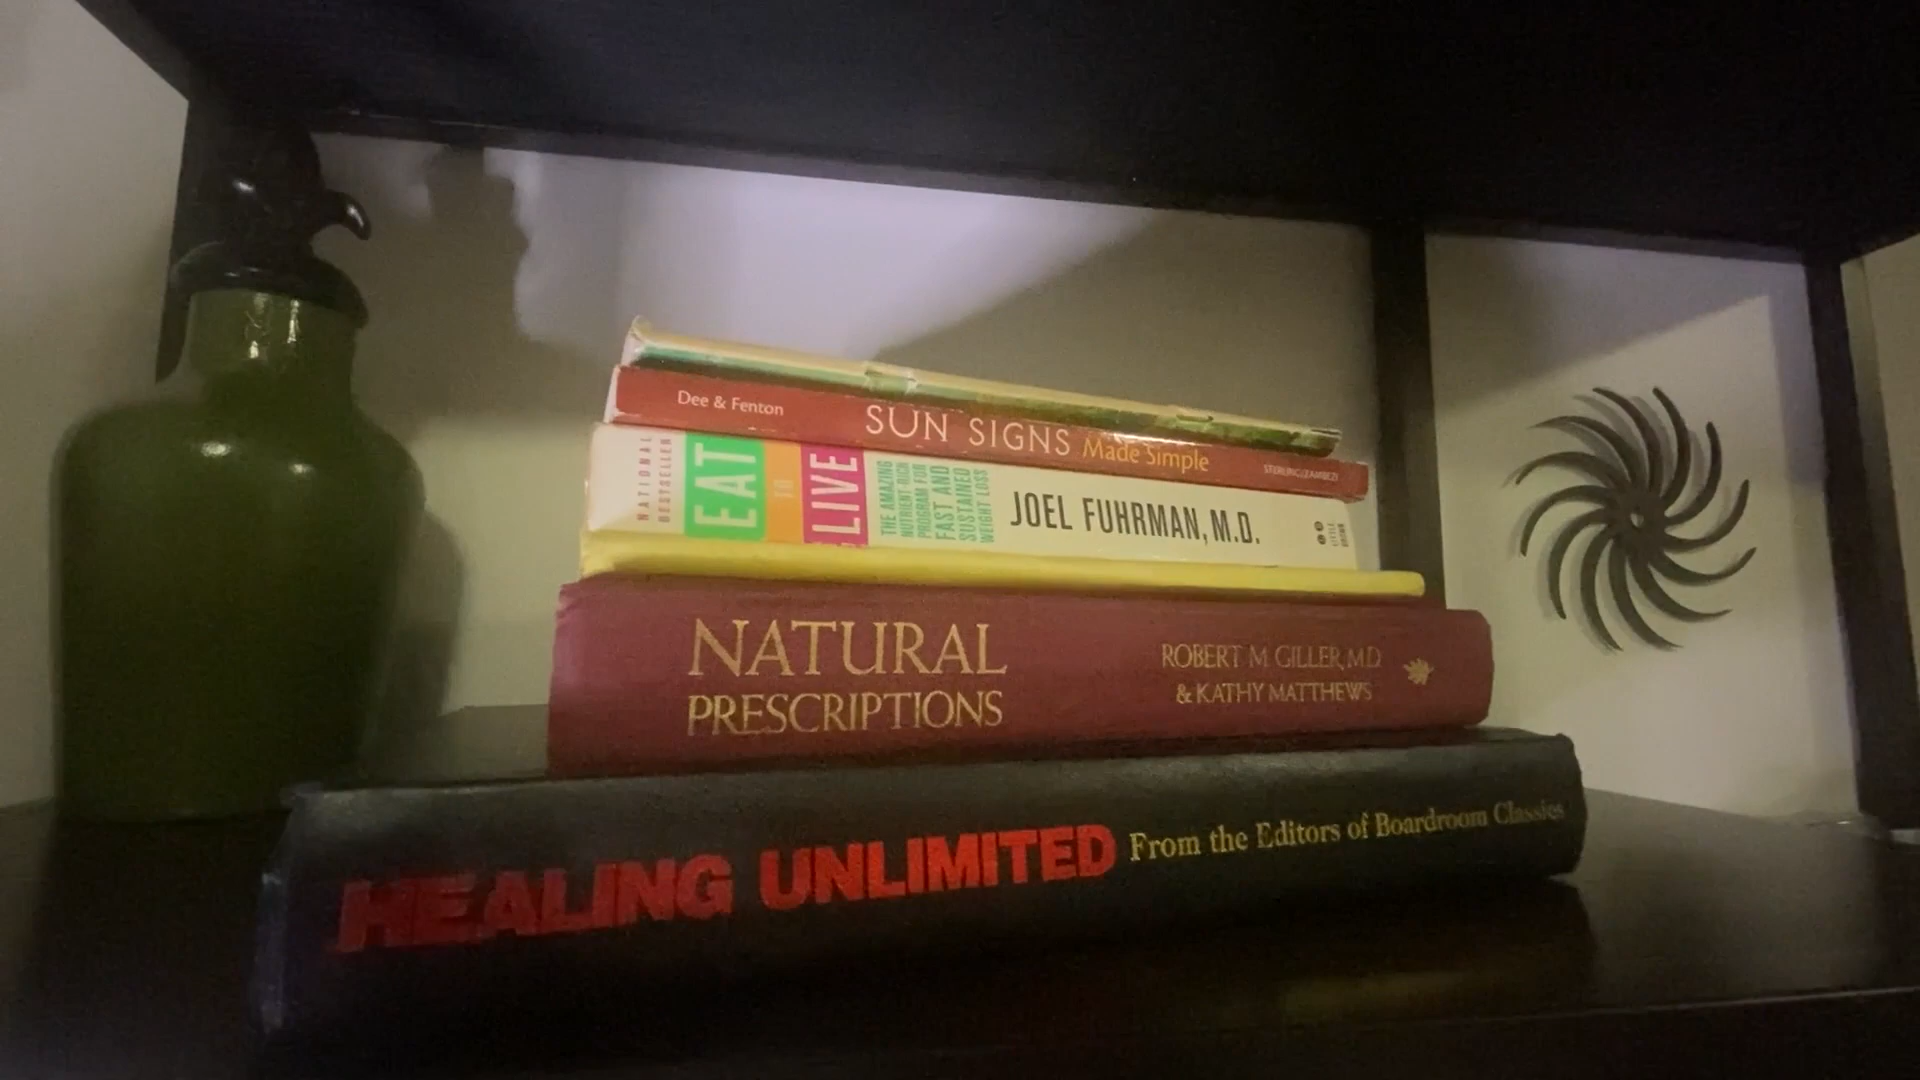 Dee & Fenton SUN SIGNS Made Simple STERLING/ZAMBEZI
NATIONAL
BESTSELLER
EAT
TO
LIVE
THE AMAZING
NUTRIENT-RICH
PROGRAM FOR
FAST AND
SUSTAINED
WEIGHT LOSS
JOEL FUHRMAN, M.D.
NATURAL
PRESCRIPTIONS
ROBERT M GILLER, M.D
& KATHY MATTHEWS
HEALING UNLIMITED From the Editors of Boardroom Classics